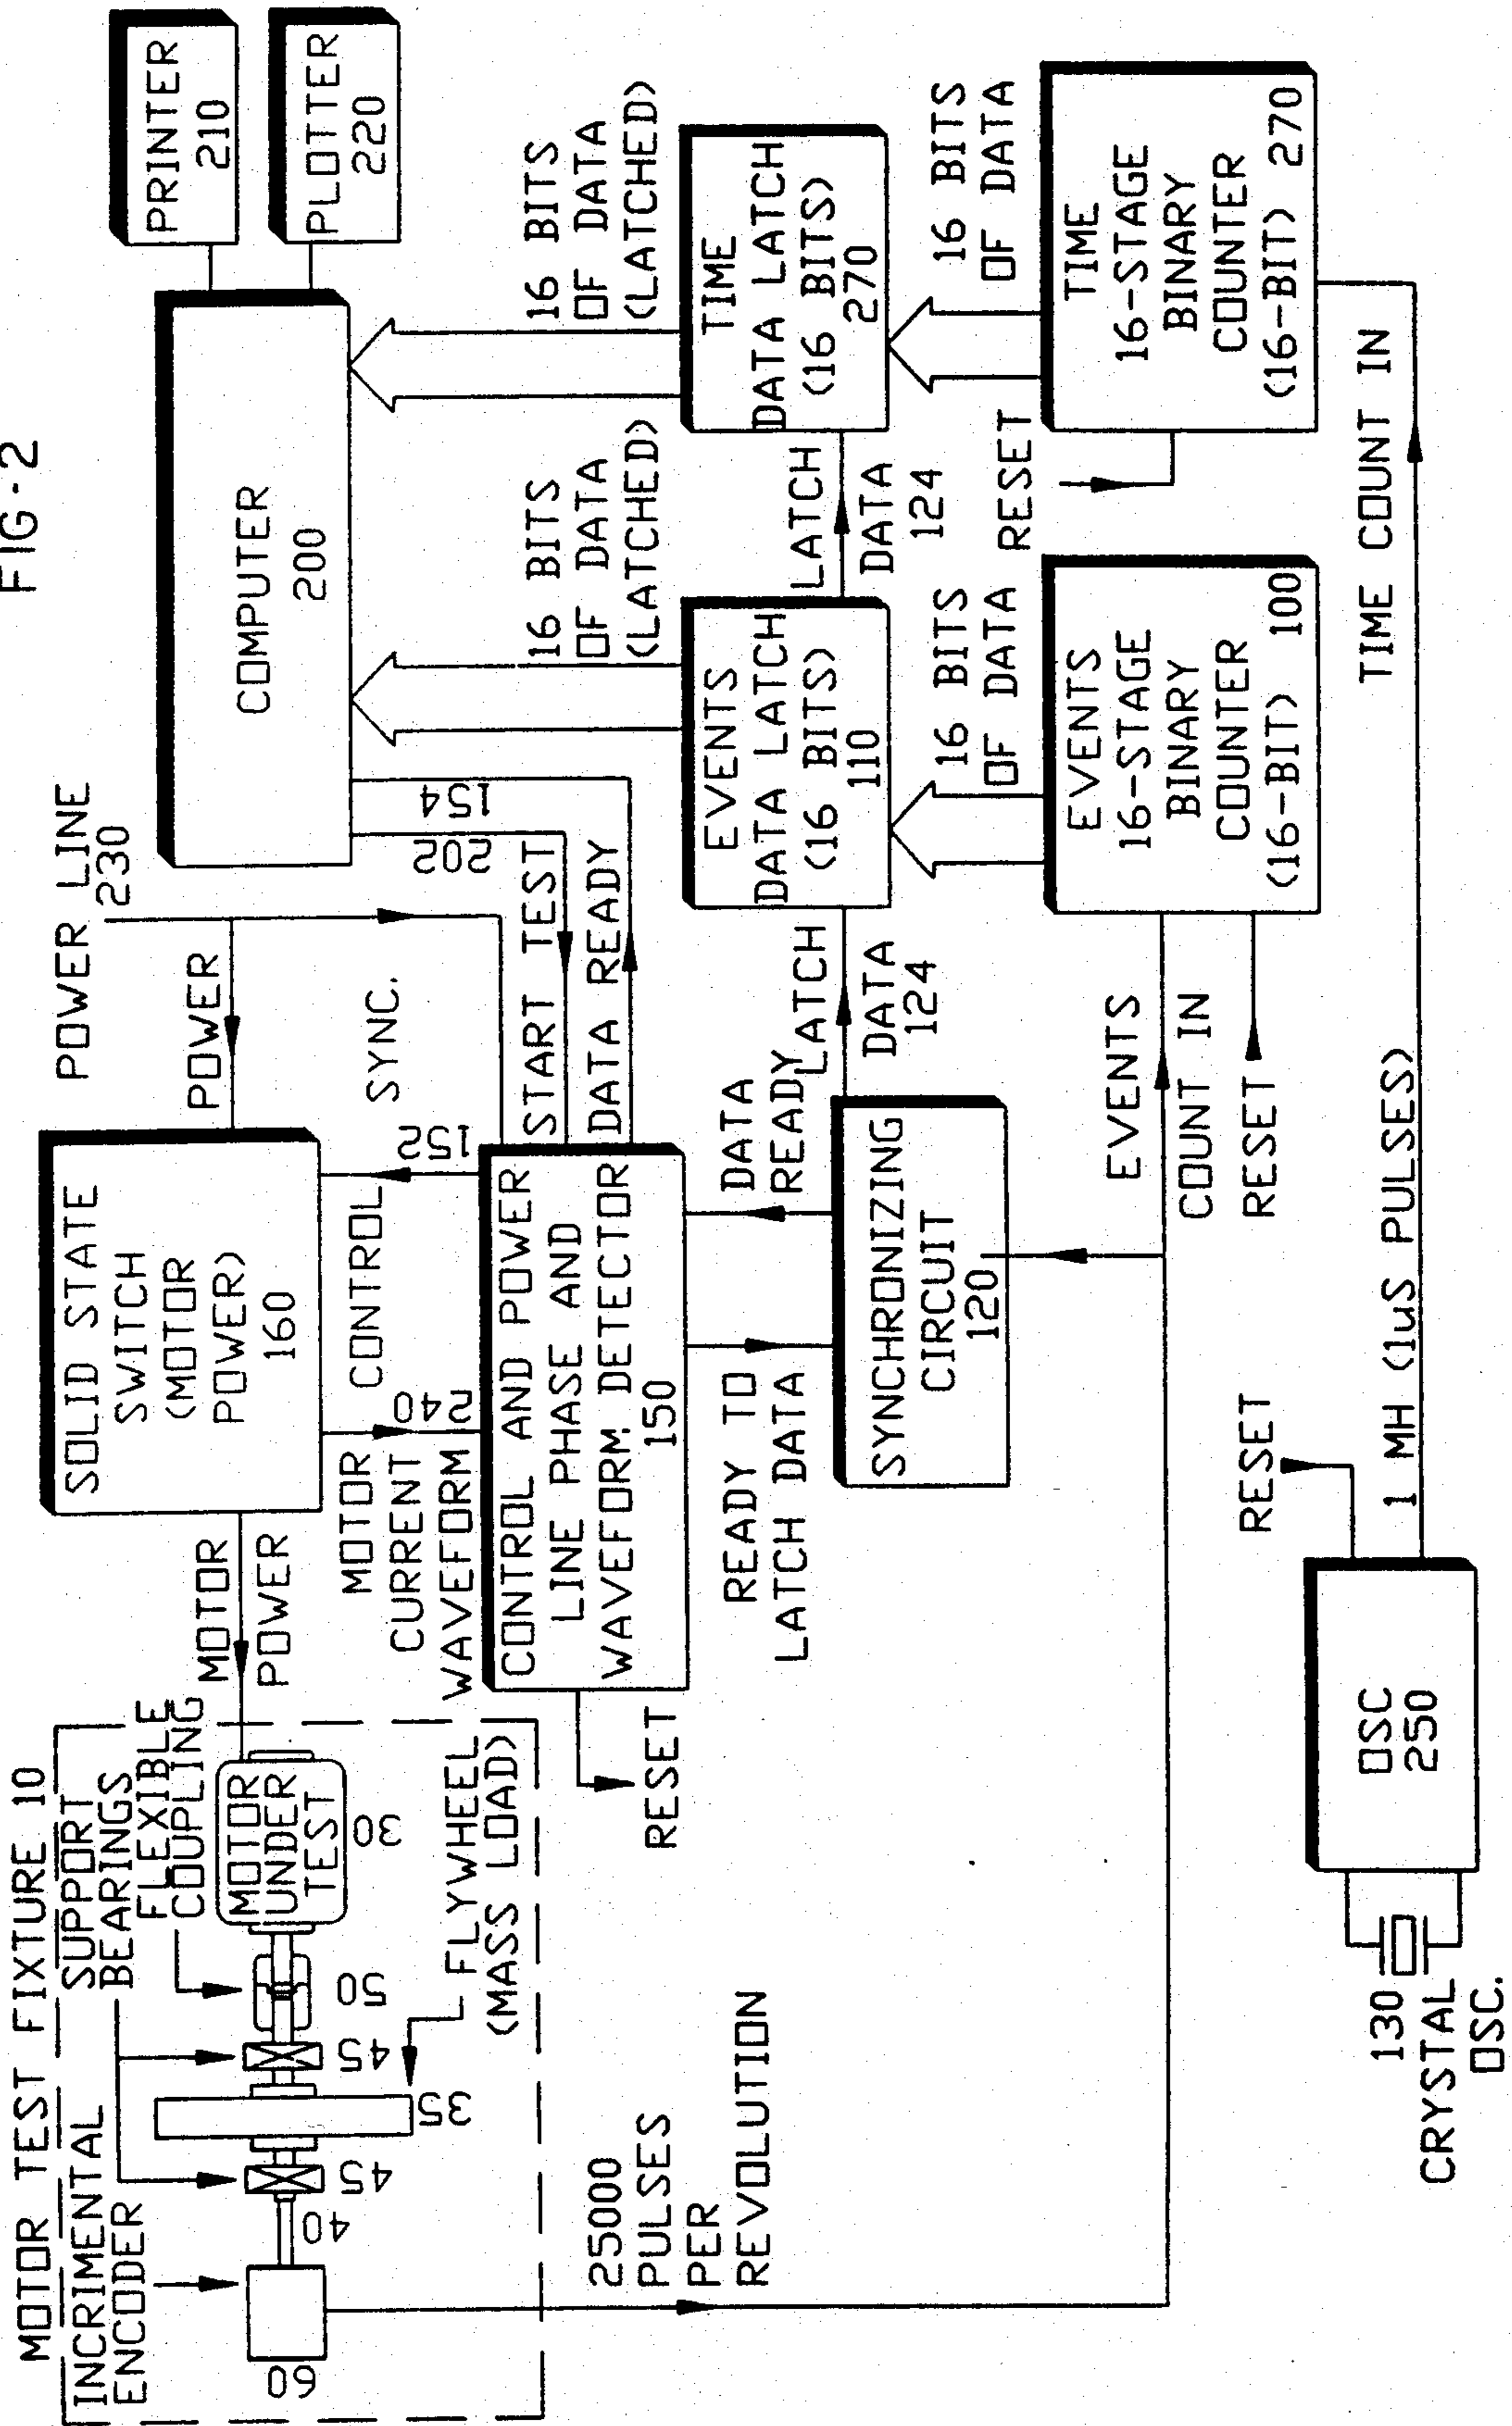 FIG-2
MOTOR TEST FIXTURE 10
INCRIMENTAL
ENCODER
SUPPORT
BEARINGS
FLEXIBLE
COUPLING
MOTOR
UNDER
TEST
30
50
45
35
45
40
60
FLYWHEEL
(MASS LOAD)
MOTOR
POWER
SOLID STATE
SWITCH
(MOTOR
POWER)
160
POWER LINE
230
POWER
SYNC.
CONTROL
152
MOTOR
CURRENT
WAVEFORM
240
CONTROL AND POWER
LINE PHASE AND
WAVEFORM DETECTOR
150
RESET
START TEST
DATA READY
202
154
COMPUTER
200
PRINTER
210
PLOTTER
220
16 BITS
OF DATA
(LATCHED)
16 BITS
OF DATA
(LATCHED)
READY TO
LATCH DATA
DATA
READY
SYNCHRONIZING
CIRCUIT
120
LATCH
DATA
124
EVENTS
DATA LATCH
(16 BITS)
110
LATCH
DATA
124
TIME
DATA LATCH
(16 BITS)
270
16 BITS
OF DATA
16 BITS
OF DATA
25000
PULSES
PER
REVOLUTION
EVENTS
COUNT IN
RESET
EVENTS
16-STAGE
BINARY
COUNTER
(16-BIT) 100
RESET
TIME
16-STAGE
BINARY
COUNTER
(16-BIT) 270
130
CRYSTAL
OSC.
OSC
250
RESET
1 MH (1uS PULSES)
TIME COUNT IN